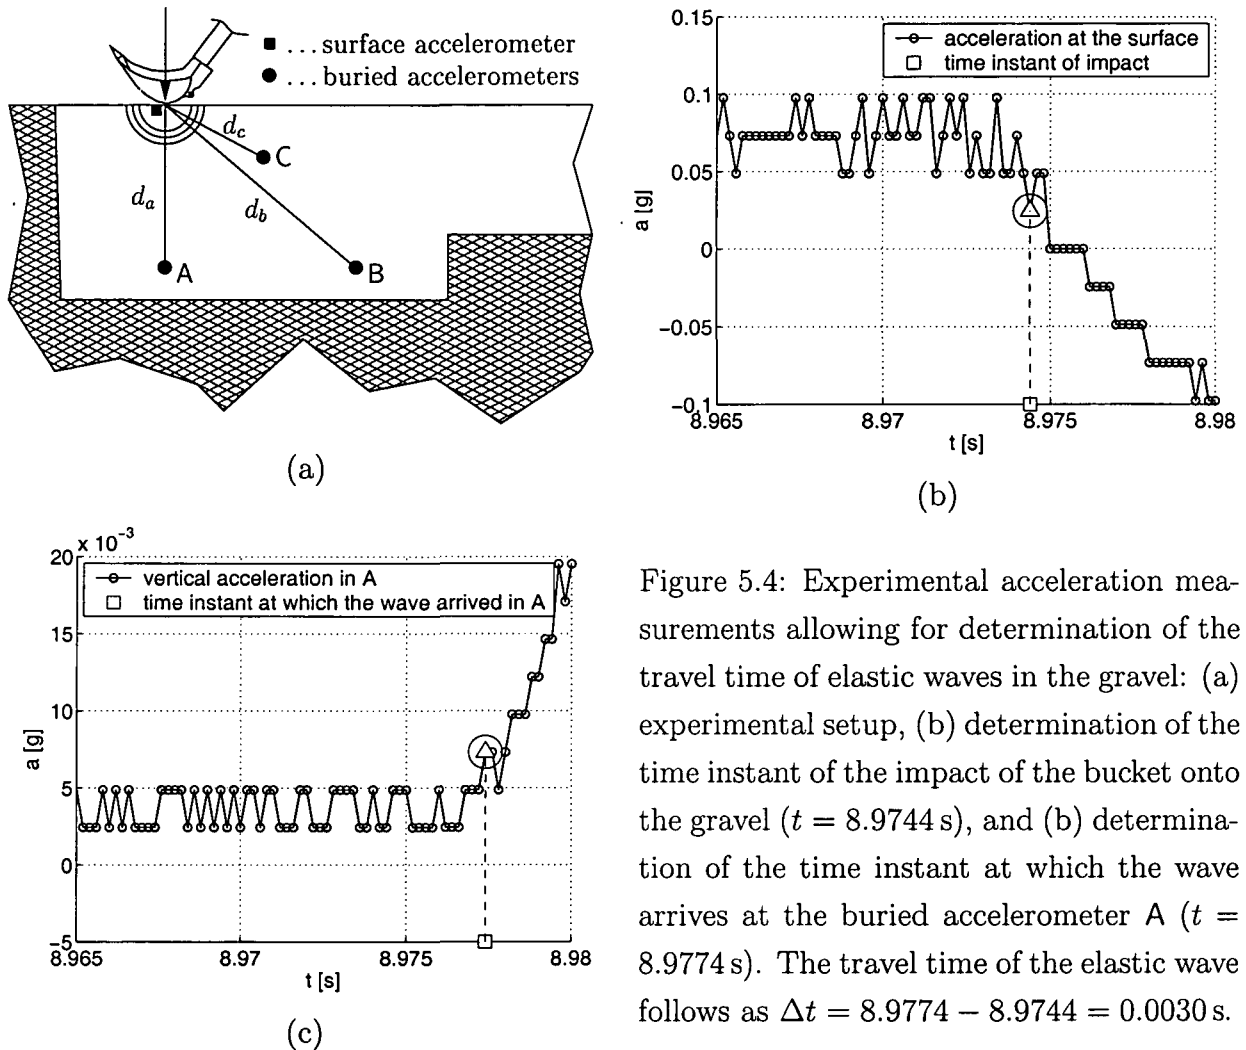 ■ ... surface accelerometer
● ... buried accelerometers
d_c
C
d_a
d_b
A
B
(a)
0.15
acceleration at the surface
time instant of impact
0.1
0.05
a [g]
0
−0.05
−0.1
8.965
8.97
8.975
8.98
t [s]
(b)
x 10^{-3}
20
vertical acceleration in A
time instant at which the wave arrived in A
15
10
a [g]
5
0
−5
8.965
8.97
8.975
8.98
t [s]
(c)
Figure 5.4: Experimental acceleration mea-
surements allowing for determination of the
travel time of elastic waves in the gravel: (a)
experimental setup, (b) determination of the
time instant of the impact of the bucket onto
the gravel (t = 8.9744 s), and (b) determina-
tion of the time instant at which the wave
arrives at the buried accelerometer A (t =
8.9774 s). The travel time of the elastic wave
follows as Δt = 8.9774 − 8.9744 = 0.0030 s.